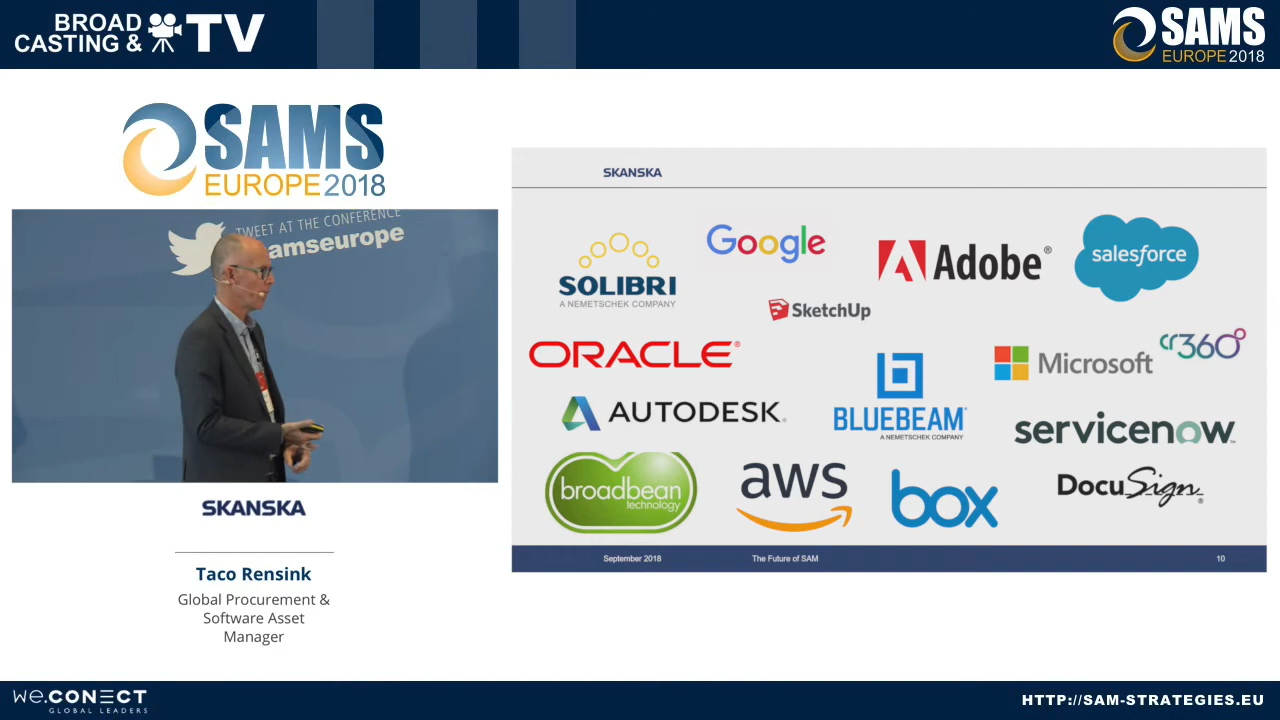 BROAD
CASTING &
TV
SAMS
EUROPE 2018
SAMS
EUROPE 2018
TWEET AT THE CONFERENCE
amseurope
SKANSKA
Taco Rensink
Global Procurement &
Software Asset
Manager
SKANSKA
SOLIBRI
A NEMETSCHEK COMPANY
Google
Adobe®
salesforce
SketchUp
ORACLE®
Microsoft
cr360
AUTODESK.
BLUEBEAM
A NEMETSCHEK COMPANY
servicenow
broadbean
technology
aws
box
DocuSign®
September 2018
The Future of SAM
10
we.CONECT
GLOBAL LEADERS
HTTP://SAM-STRATEGIES.EU